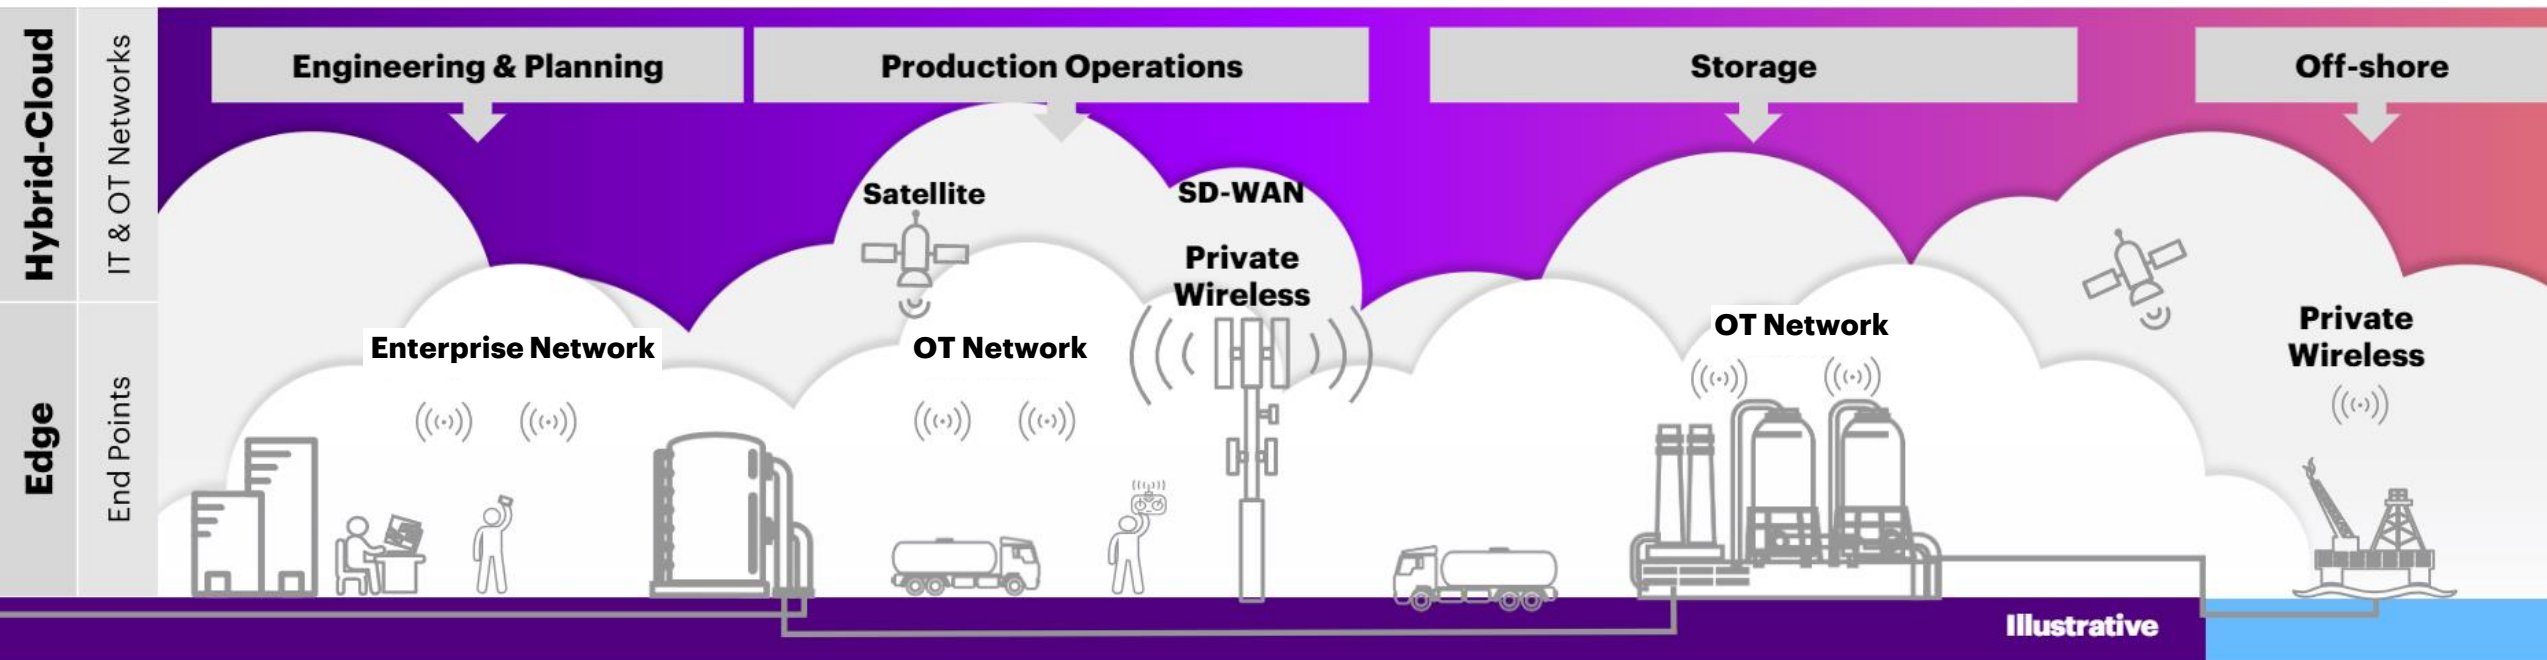 Hybrid-Cloud
IT & OT Networks
Engineering & Planning
Production Operations
Storage
Off-shore
Satellite
SD-WAN
Private
Wireless
Enterprise Network
OT Network
OT Network
Private
Wireless
Edge
End Points
Illustrative